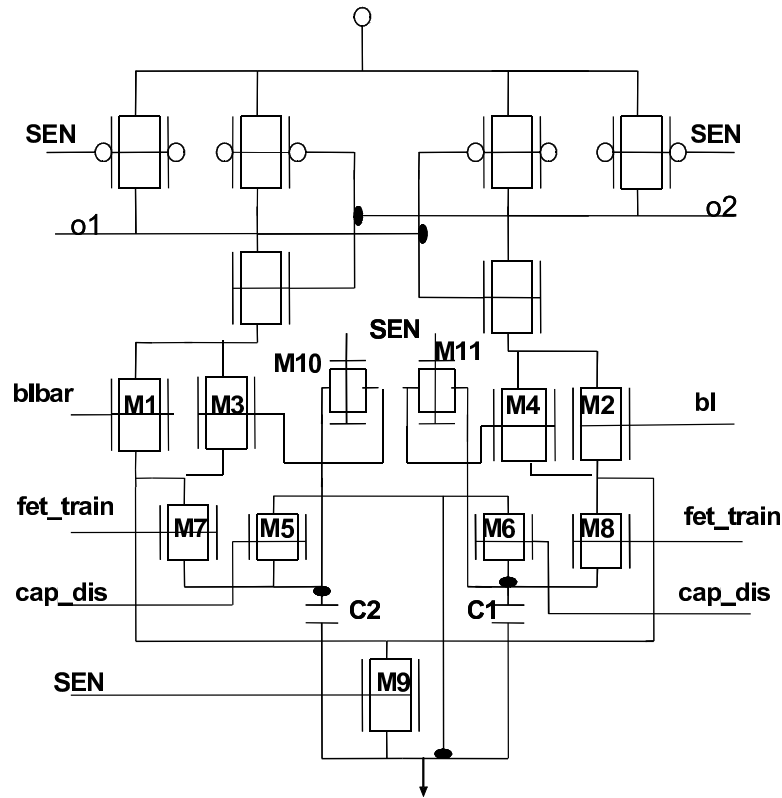 SEN SEN
o1 o2
SEN
M10 M11
blbar M1 M3 M4 M2 bl
fet_train M7 M5 M6 M8 fet_train
cap_dis C2 C1 cap_dis
SEN M9